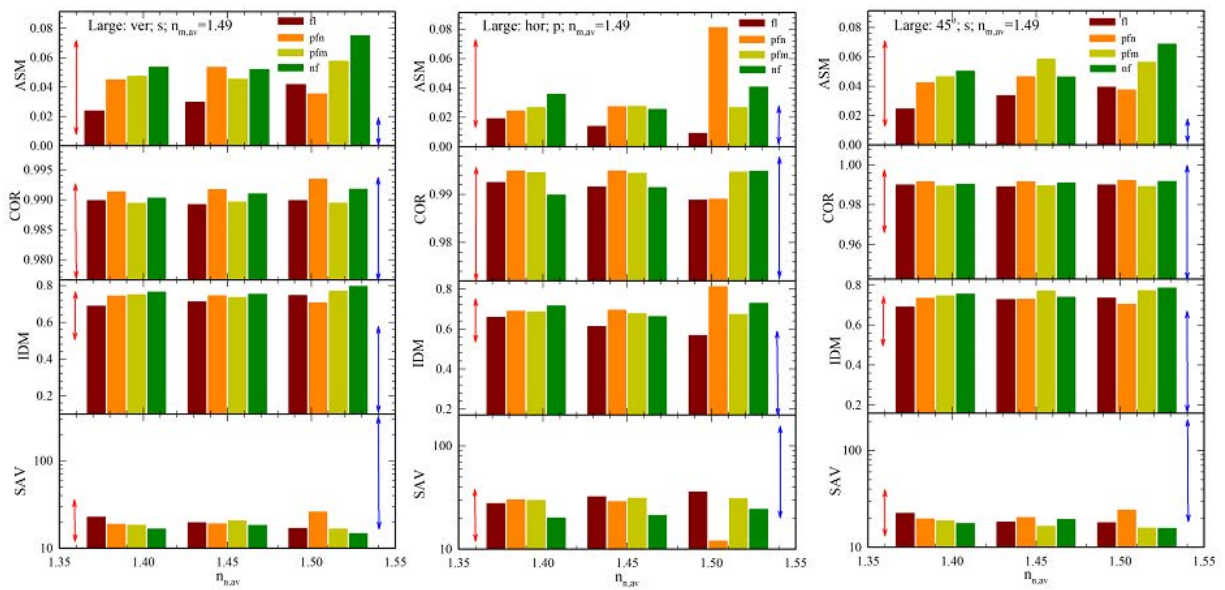 Large: ver; s; n_m,av=1.49
fl
pfn
pfm
nf
ASM
0.08
0.06
0.04
0.02
0.00
COR
0.995
0.990
0.985
0.980
IDM
0.8
0.6
0.4
0.2
SAV
100
10
1.35
1.40
1.45
1.50
1.55
n_n,av
Large: hor; p; n_m,av=1.49
fl
pfn
pfm
nf
ASM
0.08
0.06
0.04
0.02
0.00
COR
0.99
0.98
IDM
0.8
0.6
0.4
0.2
SAV
100
10
1.35
1.40
1.45
1.50
1.55
n_n,av
Large: 45°; s; n_m,av=1.49
fl
pfn
pfm
nf
ASM
0.08
0.06
0.04
0.02
0.00
COR
1.00
0.98
0.96
IDM
0.8
0.6
0.4
0.2
SAV
100
10
1.35
1.40
1.45
1.50
1.55
n_n,av